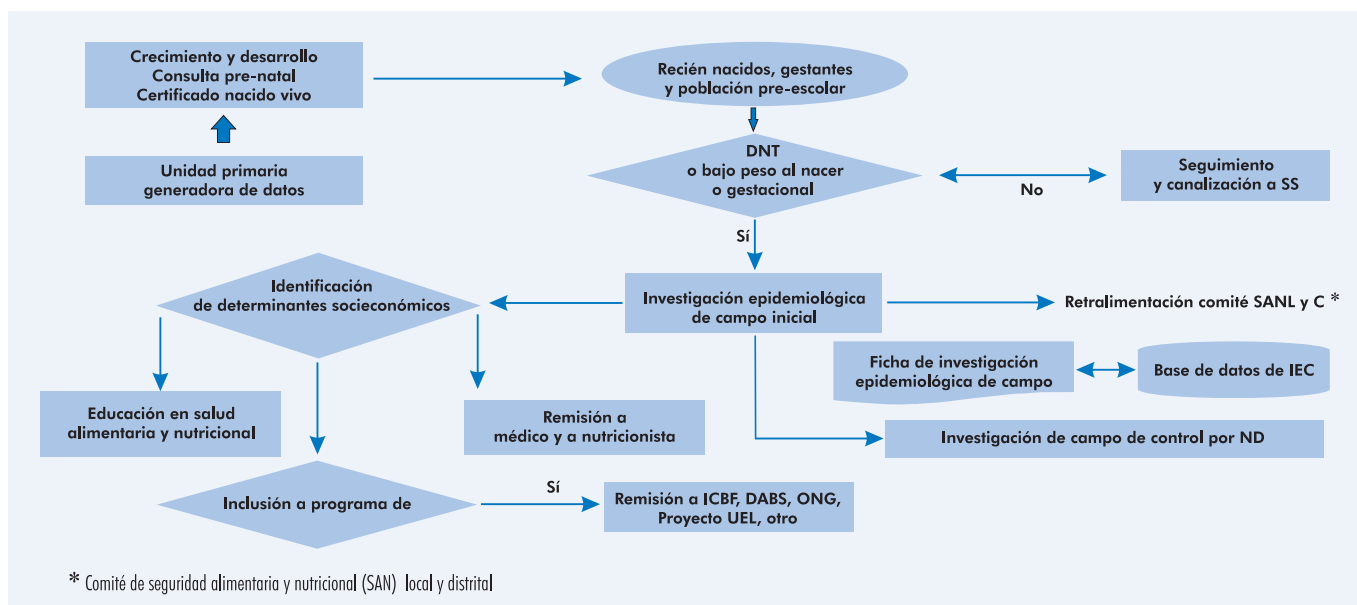 Crecimiento y desarrollo
Consulta pre-natal
Certificado nacido vivo
Recién nacidos, gestantes
y población pre-escolar
Unidad primaria
generadora de datos
DNT
o bajo peso al nacer
o gestacional
No
Seguimiento
y canalización a SS
Sí
Identificación
de determinantes socieconómicos
Investigación epidemiológica
de campo inicial
Retralimentación comité SANL y C *
Ficha de investigación
epidemiológica de campo
Base de datos de IEC
Educación en salud
alimentaria y nutricional
Remisión a
médico y a nutricionista
Investigación de campo de control por ND
Inclusión a programa de
Sí
Remisión a ICBF, DABS, ONG,
Proyecto UEL, otro
* Comité de seguridad alimentaria y nutricional (SAN) local y distrital